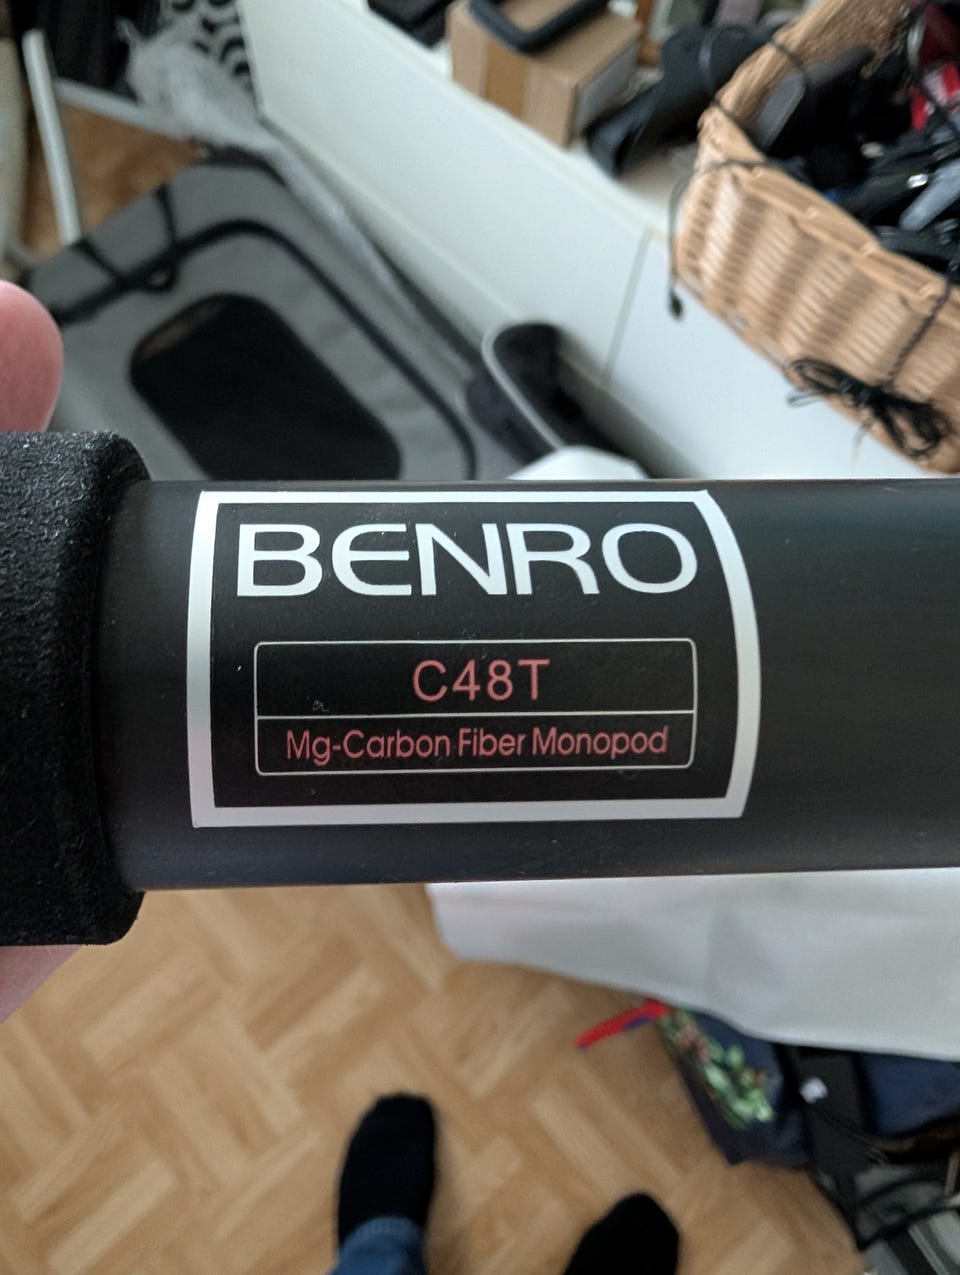 BENRO
C48T
Mg-Carbon Fiber Monopod